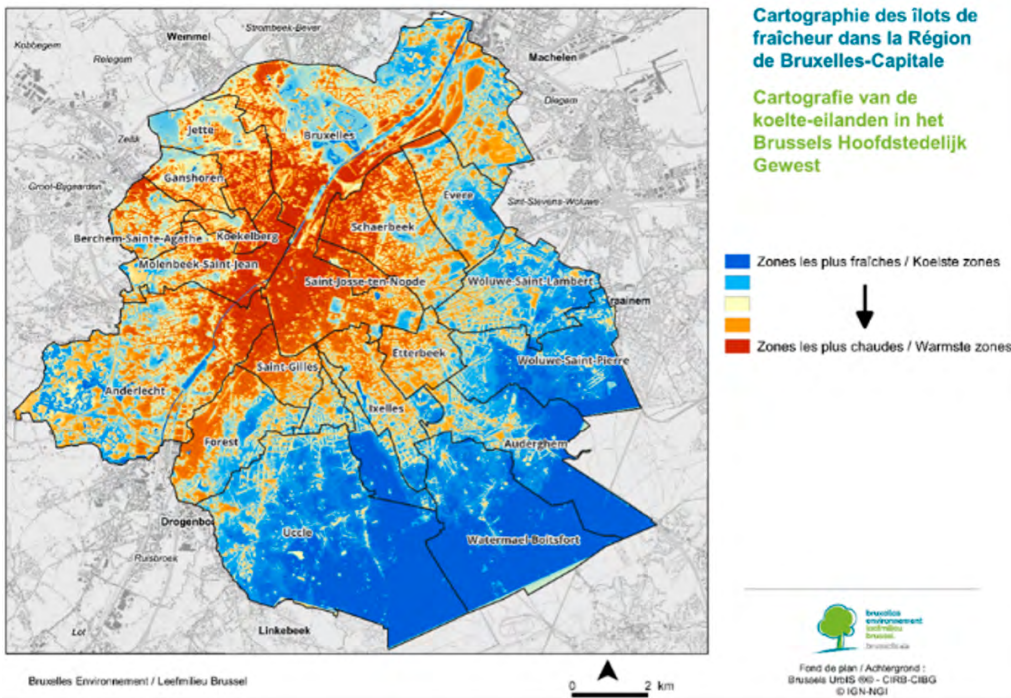 Cartographie des îlots de
fraîcheur dans la Région
de Bruxelles-Capitale
Cartografie van de
koelte-eilanden in het
Brussels Hoofdstedelijk
Gewest
Zones les plus fraîches / Koelste zones
Zones les plus chaudes / Warmste zones
Strombeek-Bever
Wemmel
Kobbegem
Relegem
Machelen
Diegem
Jette
Bruxelles
Zellik
Ganshoren
Groot-Bijgaarden
Evere
Sint-Stevens-Woluwe
Schaerbeek
Berchem-Sainte-Agathe
Koekelberg
Molenbeek-Saint-Jean
Saint-Josse-ten-Noode
Woluwe-Saint-Lambert
Etterbeek
Woluwe-Saint-Pierre
Saint-Gilles
Anderlecht
Ixelles
Forest
Auderghem
Uccle
Watermael-Boitsfort
Ruisbroek
Lot
Linkebeek
bruxelles
environnement
leefmilieu
brussel
Fond de plan / Achtergrond :
Brussels UrbIS ®© - CIRB-CIBG
© IGN-NGI
Bruxelles Environnement / Leefmilieu Brussel
0 2 km